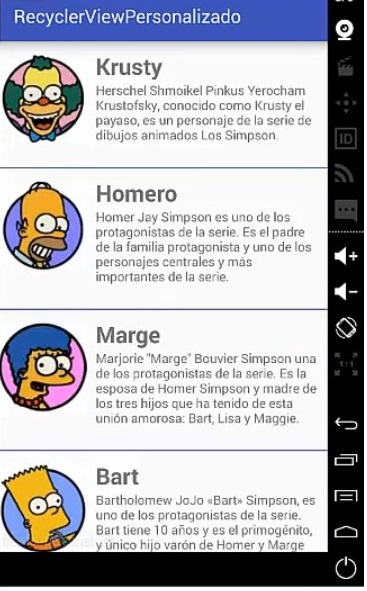 RecyclerViewPersonalizado
Krusty
Herschel Shmoikel Pinkus Yerocham
Krustofsky, conocido como Krusty el
payaso, es un personaje de la serie de
dibujos animados Los Simpson.
Homero
Homer Jay Simpson es uno de los
protagonistas de la serie. Es el padre
de la familia protagonista y uno de los
personajes centrales y más
importantes de la serie.
Marge
Marjorie "Marge" Bouvier Simpson una
de los protagonistas de la serie. Es la
esposa de Homer Simpson y madre de
los tres hijos que ha tenido de esta
unión amorosa: Bart, Lisa y Maggie.
Bart
Bartholomew JoJo «Bart» Simpson, es
uno de los protagonistas de la serie.
Bart tiene 10 años y es el primogénito,
y único hijo varón de Homer y Marge
ID
1:1